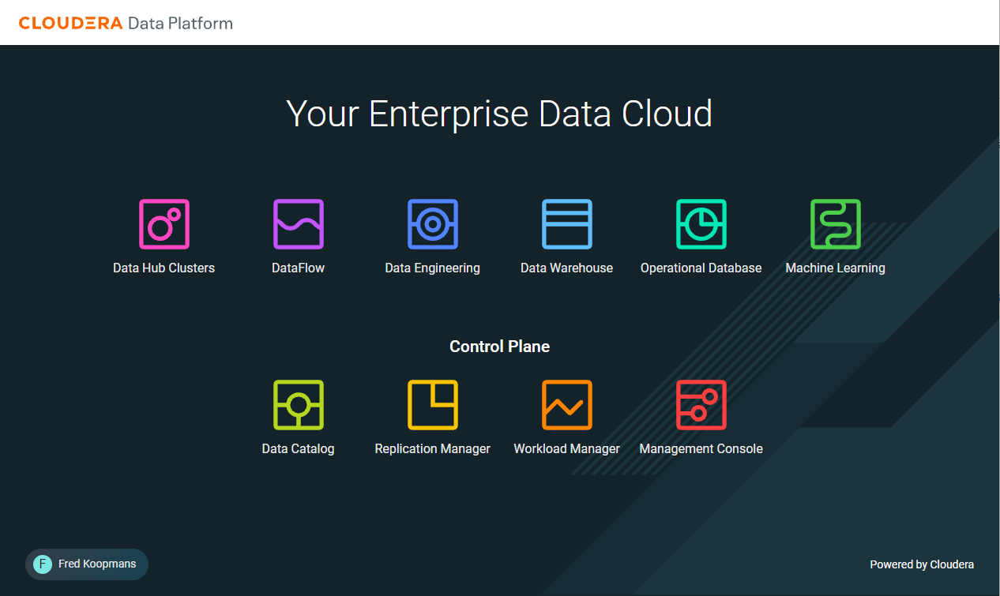 CLOUDERA Data Platform
Your Enterprise Data Cloud
Data Hub Clusters
DataFlow
Data Engineering
Data Warehouse
Operational Database
Machine Learning
Control Plane
Data Catalog
Replication Manager
Workload Manager
Management Console
F Fred Koopmans
Powered by Cloudera